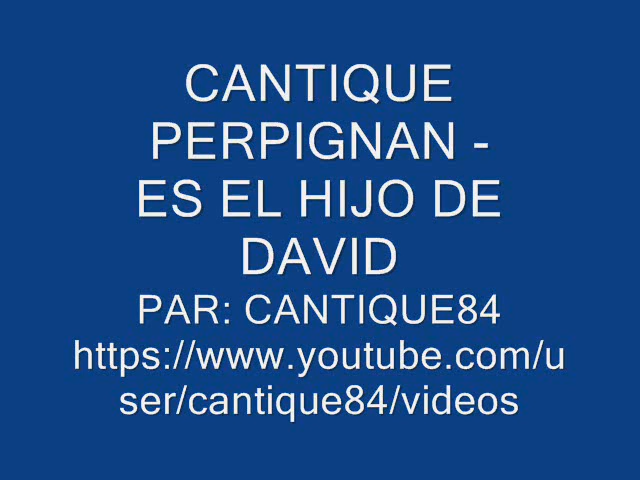 CANTIQUE
PERPIGNAN -
ES EL HIJO DE
DAVID
PAR: CANTIQUE84
https://www.youtube.com/u
ser/cantique84/videos